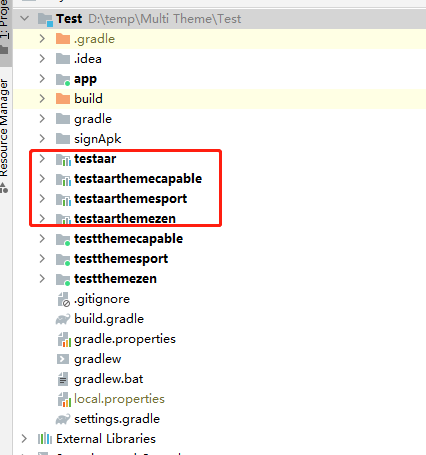 1: Proje
Resource Manager
Test D:\temp\Multi Theme\Test
.gradle
.idea
app
build
gradle
signApk
testaar
testaarthemecapable
testaarthemesport
testaarthemezen
testthemecapable
testthemesport
testthemezen
.gitignore
build.gradle
gradle.properties
gradlew
gradlew.bat
local.properties
settings.gradle
External Libraries